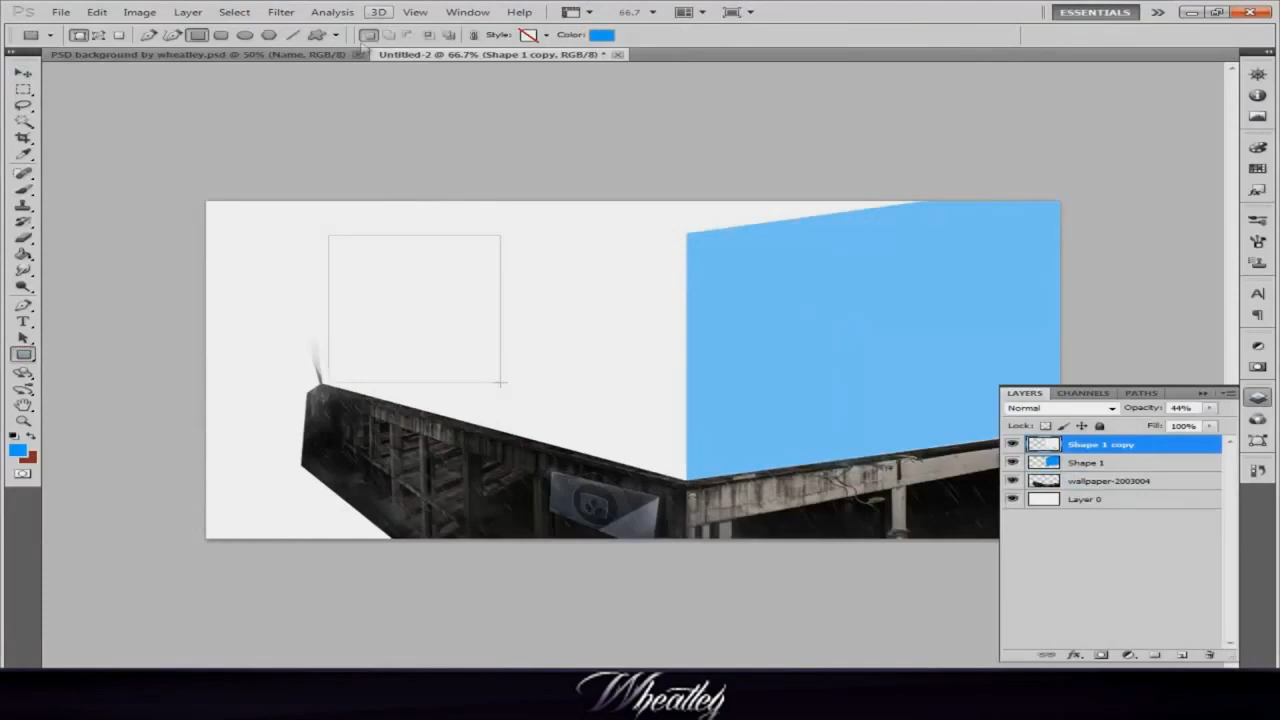 Ps File Edit Image Layer Select Filter Analysis 3D View Window Help 66.7 ESSENTIALS
Style: Color:
PSD background by wheatley.psd @ 50% (Name, RGB/8) Untitled-2 @ 66.7% (Shape 1 copy, RGB/8) *
LAYERS CHANNELS PATHS
Normal Opacity: 44%
Lock: Fill: 100%
Shape 1 copy
Shape 1
wallpaper-2003004
Layer 0
Wheatley